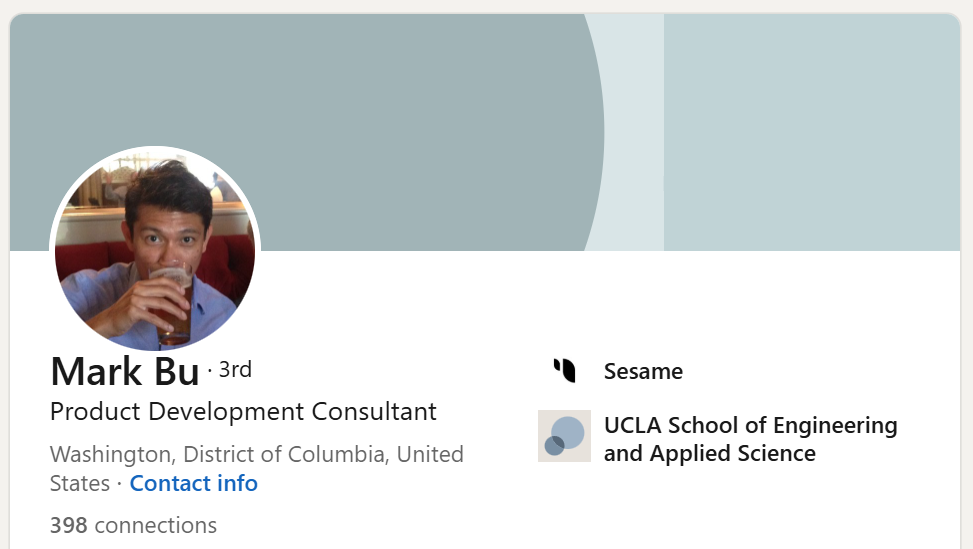 Mark Bu · 3rd
Product Development Consultant
Washington, District of Columbia, United
States · Contact info
398 connections
Sesame
UCLA School of Engineering
and Applied Science